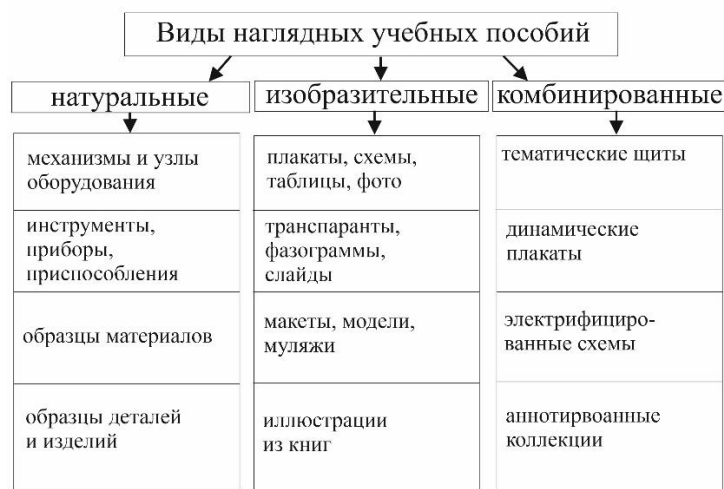 Виды наглядных учебных пособий
натуральные
изобразительные
комбинированные
механизмы и узлы
оборудования
инструменты,
приборы,
приспособления
образцы материалов
образцы деталей
и изделий
плакаты, схемы,
таблицы, фото
транспаранты,
фазограммы,
слайды
макеты, модели,
муляжи
иллюстрации
из книг
тематические щиты
динамические
плакаты
электрифициро-
ванные схемы
аннотирвоанные
коллекции